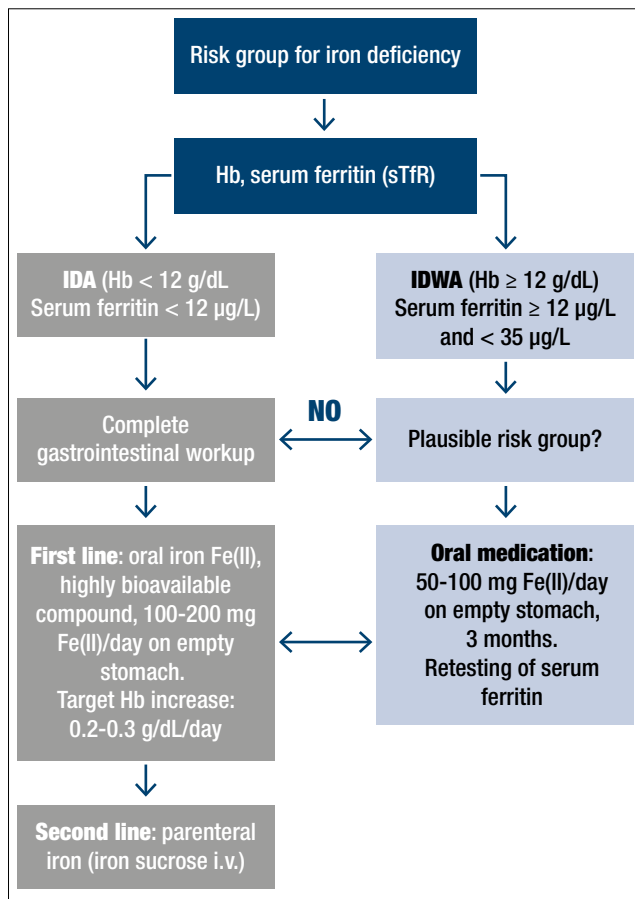 Risk group for iron deficiency
Hb, serum ferritin (sTfR)
IDA (Hb < 12 g/dL
Serum ferritin < 12 µg/L)
IDWA (Hb ≥ 12 g/dL)
Serum ferritin ≥ 12 µg/L
and < 35 µg/L
Complete
gastrointestinal workup
NO
Plausible risk group?
First line: oral iron Fe(II),
highly bioavailable
compound, 100-200 mg
Fe(II)/day on empty
stomach.
Target Hb increase:
0.2-0.3 g/dL/day
Oral medication:
50-100 mg Fe(II)/day
on empty stomach,
3 months.
Retesting of serum
ferritin
Second line: parenteral
iron (iron sucrose i.v.)